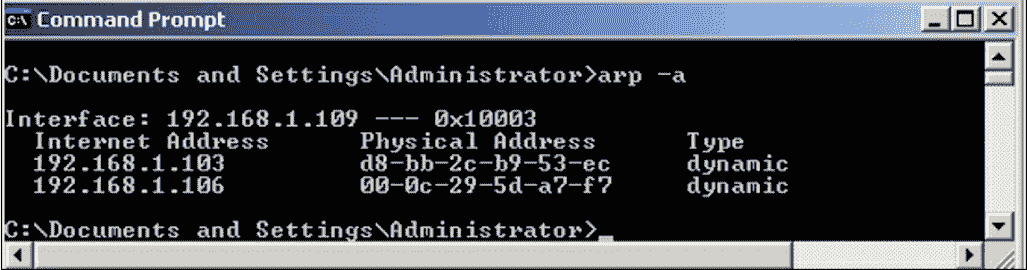 Command Prompt
C:\Documents and Settings\Administrator>arp -a
Interface: 192.168.1.109 --- 0x10003
Internet Address Physical Address Type
192.168.1.103 d8-bb-2c-b9-53-ec dynamic
192.168.1.106 00-0c-29-5d-a7-f7 dynamic
C:\Documents and Settings\Administrator>_